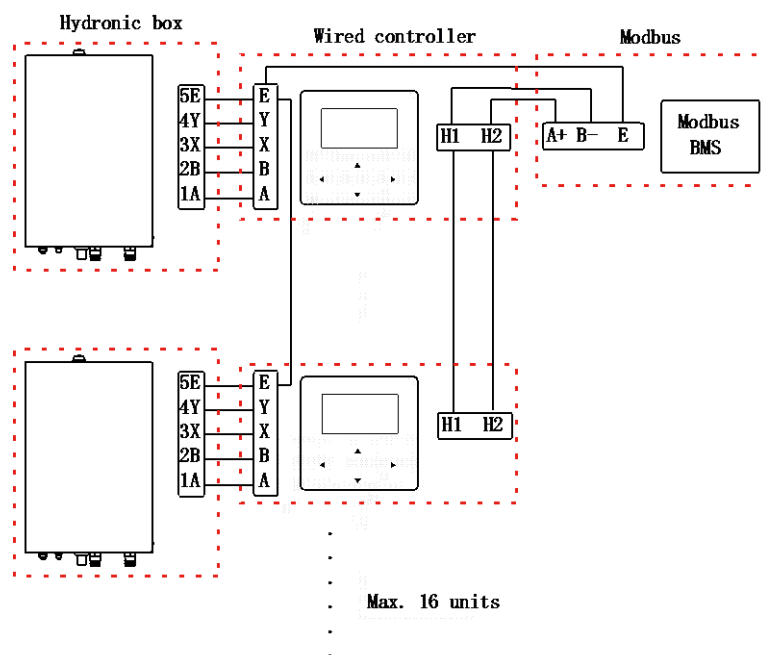 Hydronic box
Wired controller
Modbus
5E E
4Y Y
3X X
2B B
1A A
H1 H2
A+ B- E
Modbus
BMS
5E E
4Y Y
3X X
2B B
1A A
H1 H2
Max. 16 units